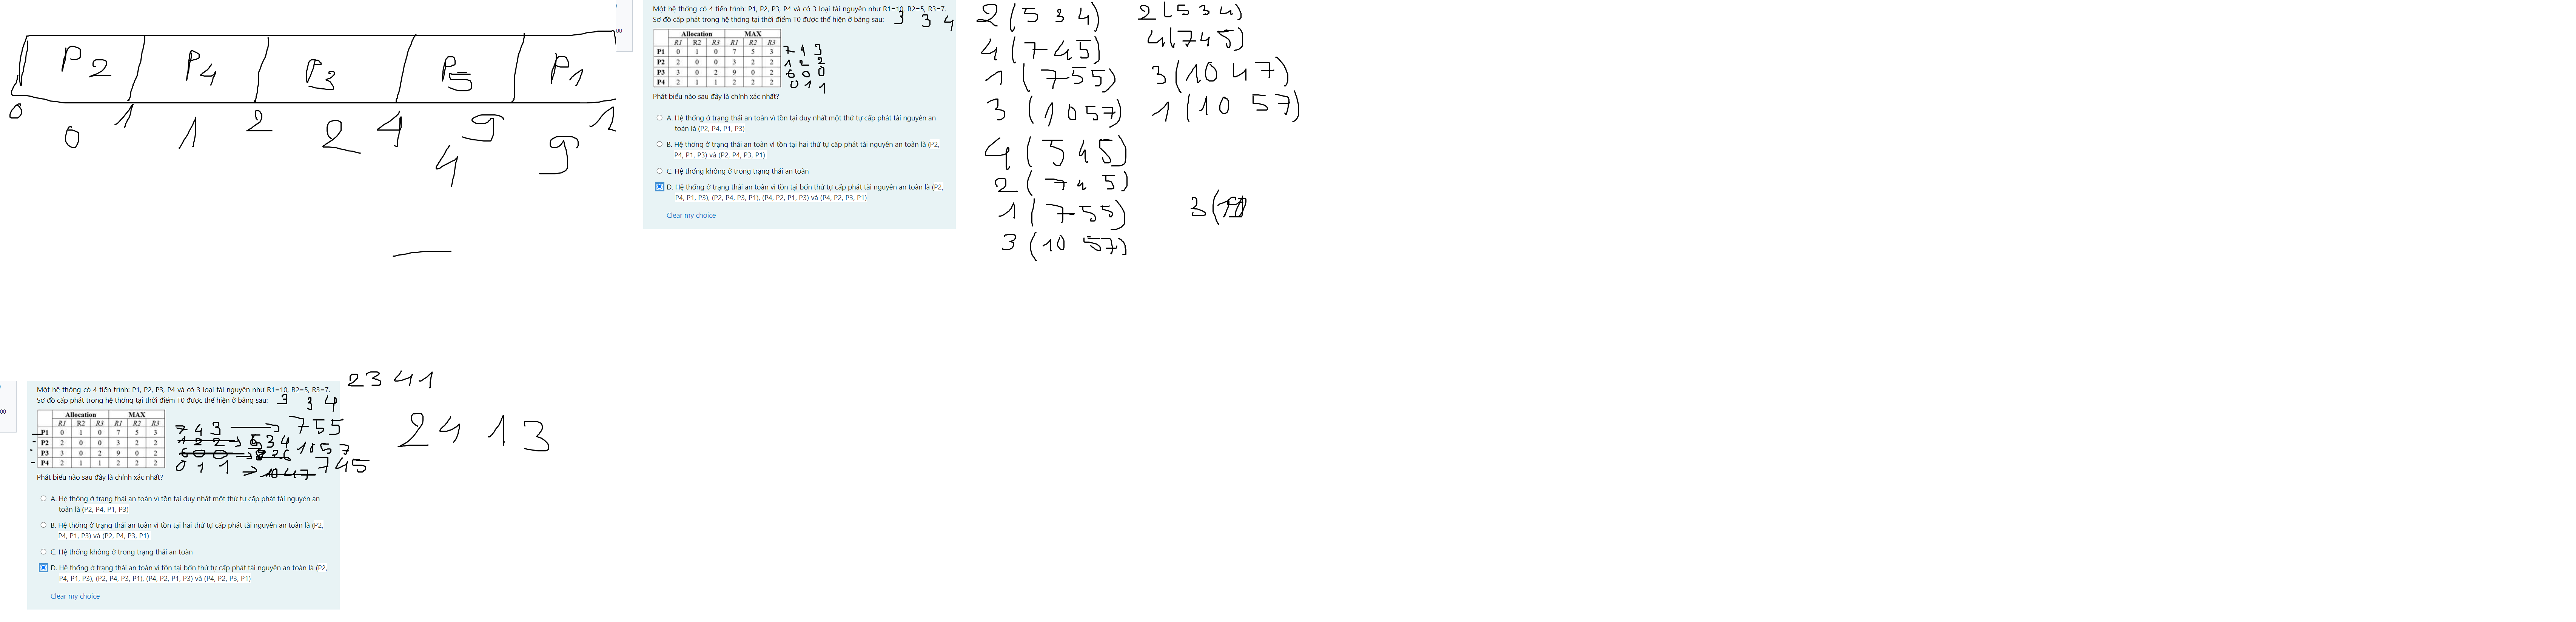 P2 P4 P3 P5 P1
0 1 2 4 9
0 1 2 4 9
Một hệ thống có 4 tiến trình: P1, P2, P3, P4 và có 3 loại tài nguyên như R1=10, R2=5, R3=7.
Sơ đồ cấp phát trong hệ thống tại thời điểm T0 được thể hiện ở bảng sau: 3 3 4
Allocation MAX
R1 R2 R3 R1 R2 R3
P1 0 1 0 7 5 3 7 4 3
P2 2 0 0 3 2 2 1 2 2
P3 3 0 2 9 0 2 6 0 0
P4 2 1 1 2 2 2 0 1 1
Phát biểu nào sau đây là chính xác nhất?
A. Hệ thống ở trạng thái an toàn vì tồn tại duy nhất một thứ tự cấp phát tài nguyên an
toàn là (P2, P4, P1, P3)
B. Hệ thống ở trạng thái an toàn vì tồn tại hai thứ tự cấp phát tài nguyên an toàn là (P2,
P4, P1, P3) và (P2, P4, P3, P1)
C. Hệ thống không ở trong trạng thái an toàn
D. Hệ thống ở trạng thái an toàn vì tồn tại bốn thứ tự cấp phát tài nguyên an toàn là (P2,
P4, P1, P3), (P2, P4, P3, P1), (P4, P2, P1, P3) và (P4, P2, P3, P1)
Clear my choice
2 (5 3 4) 2 (5 3 4)
4 (7 4 5) 4 (7 4 5)
1 (7 5 5) 3 (10 4 7)
3 (10 5 7) 1 (10 5 7)
4 (3 4 5)
2 (7 4 5)
1 (7 5 5) 3 (
3 (10 5 7)
2 3 4 1
2 4 1 3
Một hệ thống có 4 tiến trình: P1, P2, P3, P4 và có 3 loại tài nguyên như R1=10, R2=5, R3=7.
Sơ đồ cấp phát trong hệ thống tại thời điểm T0 được thể hiện ở bảng sau: 3 3 4
Allocation MAX
R1 R2 R3 R1 R2 R3
P1 0 1 0 7 5 3 7 4 3 7 5 5
P2 2 0 0 3 2 2 1 2 2 5 3 4
P3 3 0 2 9 0 2 6 0 0 10 5 7
P4 2 1 1 2 2 2 0 1 1 10 4 7 7 4 5
Phát biểu nào sau đây là chính xác nhất?
A. Hệ thống ở trạng thái an toàn vì tồn tại duy nhất một thứ tự cấp phát tài nguyên an
toàn là (P2, P4, P1, P3)
B. Hệ thống ở trạng thái an toàn vì tồn tại hai thứ tự cấp phát tài nguyên an toàn là (P2,
P4, P1, P3) và (P2, P4, P3, P1)
C. Hệ thống không ở trong trạng thái an toàn
D. Hệ thống ở trạng thái an toàn vì tồn tại bốn thứ tự cấp phát tài nguyên an toàn là (P2,
P4, P1, P3), (P2, P4, P3, P1), (P4, P2, P1, P3) và (P4, P2, P3, P1)
Clear my choice